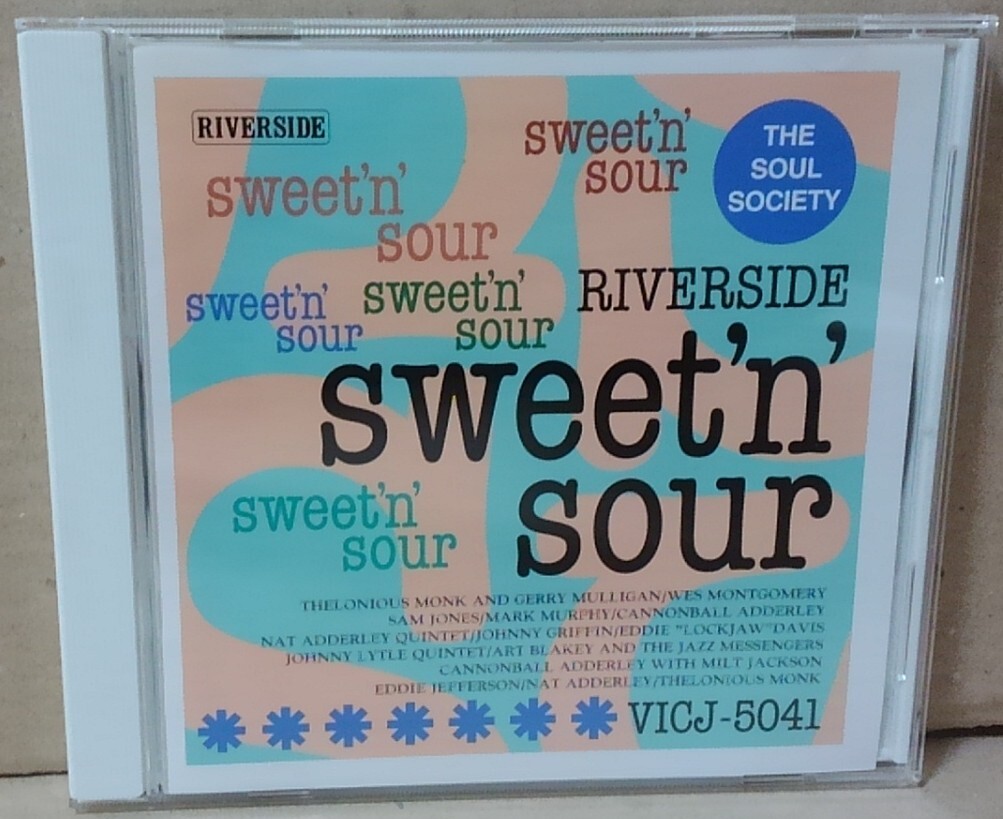 RIVERSIDE
sweet'n'
sour
THE
SOUL
SOCIETY
sweet'n'
sour
sweet'n'
sour
sweet'n'
sour
RIVERSIDE
sweet'n'
sour
sweet'n'
sour
THELONIOUS MONK AND GERRY MULLIGAN/WES MONTGOMERY
SAM JONES/MARK MURPHY/CANNONBALL ADDERLEY
NAT ADDERLEY QUINTET/JOHNNY GRIFFIN/EDDIE "LOCKJAW"DAVIS
JOHNNY LYTLE QUINTET/ART BLAKEY AND THE JAZZ MESSENGERS
CANNONBALL ADDERLEY WITH MILT JACKSON
EDDIE JEFFERSON/NAT ADDERLEY/THELONIOUS MONK
VICJ-5041